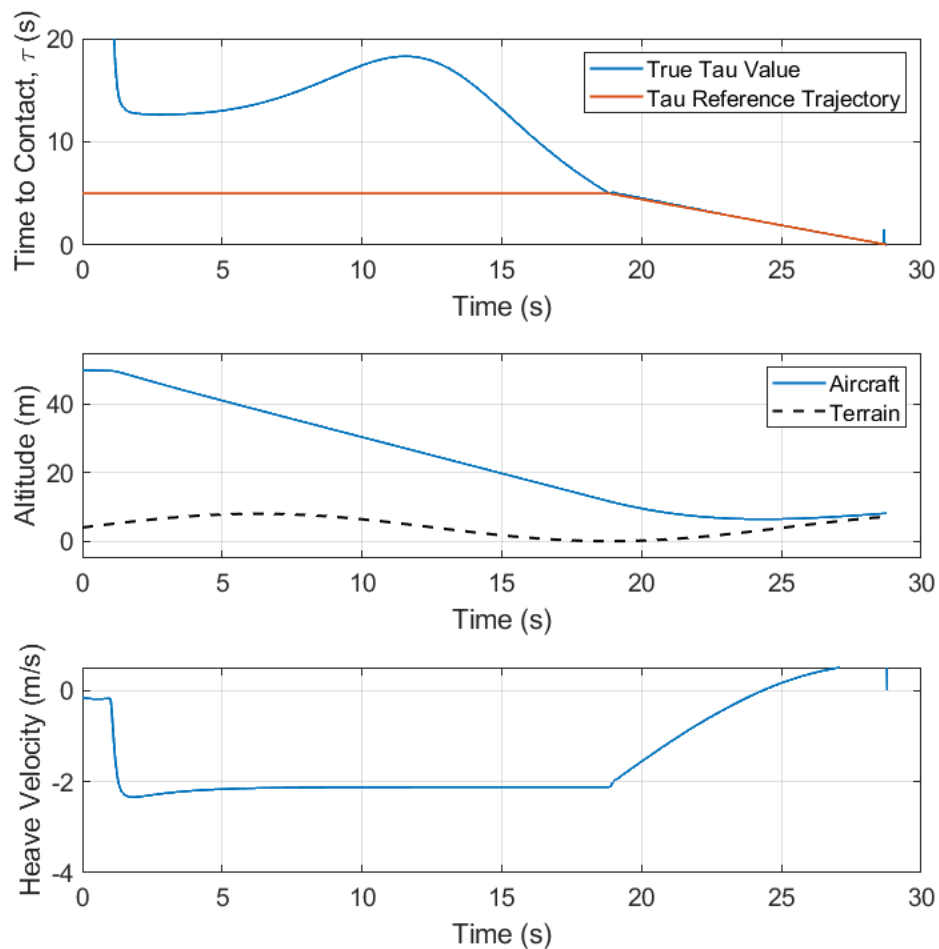 Time to Contact, τ (s)
20
10
0
True Tau Value
Tau Reference Trajectory
0 5 10 15 20 25 30
Time (s)
Altitude (m)
40
20
0
Aircraft
Terrain
0 5 10 15 20 25 30
Time (s)
Heave Velocity (m/s)
0
-2
-4
0 5 10 15 20 25 30
Time (s)